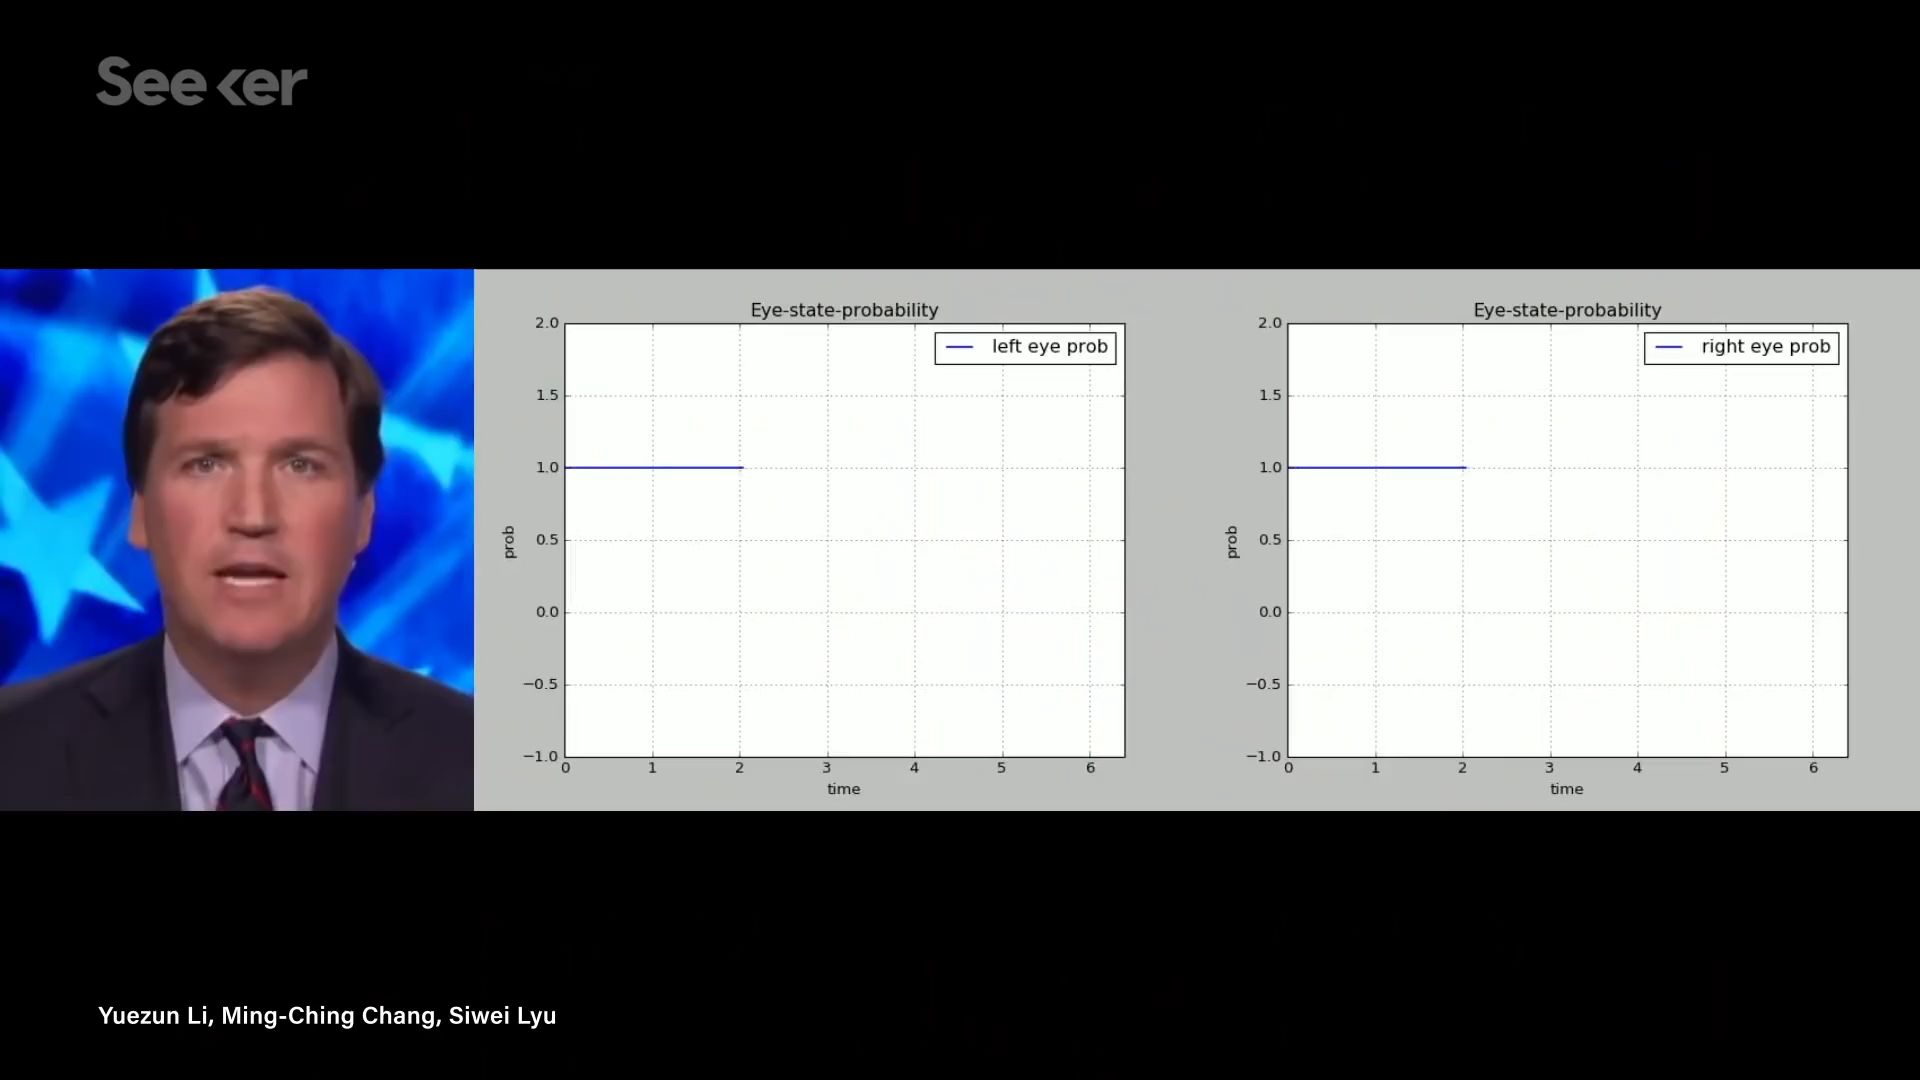 Seeker
Eye-state-probability
2.0
1.5
1.0
0.5
0.0
−0.5
−1.0
prob
left eye prob
0 1 2 3 4 5 6
time
Eye-state-probability
2.0
1.5
1.0
0.5
0.0
−0.5
−1.0
prob
right eye prob
0 1 2 3 4 5 6
time
Yuezun Li, Ming-Ching Chang, Siwei Lyu